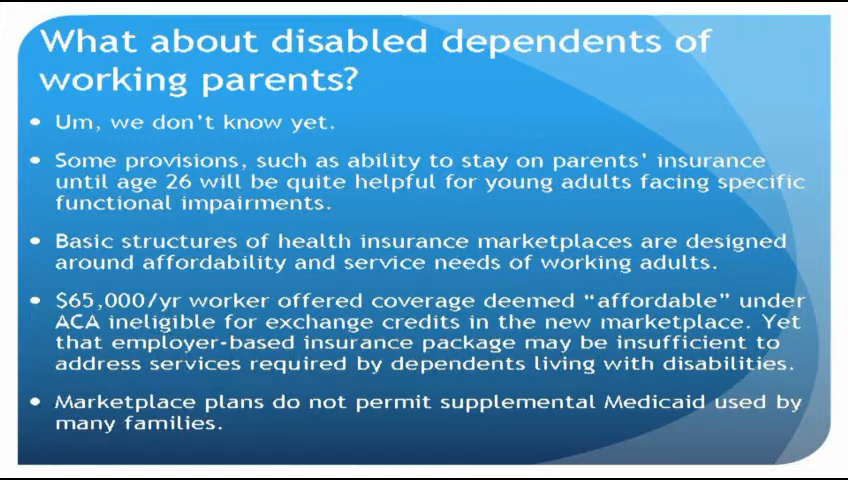 What about disabled dependents of
working parents?
• Um, we don't know yet.
• Some provisions, such as ability to stay on parents' insurance
until age 26 will be quite helpful for young adults facing specific
functional impairments.
• Basic structures of health insurance marketplaces are designed
around affordability and service needs of working adults.
• $65,000/yr worker offered coverage deemed “affordable” under
ACA ineligible for exchange credits in the new marketplace. Yet
that employer-based insurance package may be insufficient to
address services required by dependents living with disabilities.
• Marketplace plans do not permit supplemental Medicaid used by
many families.